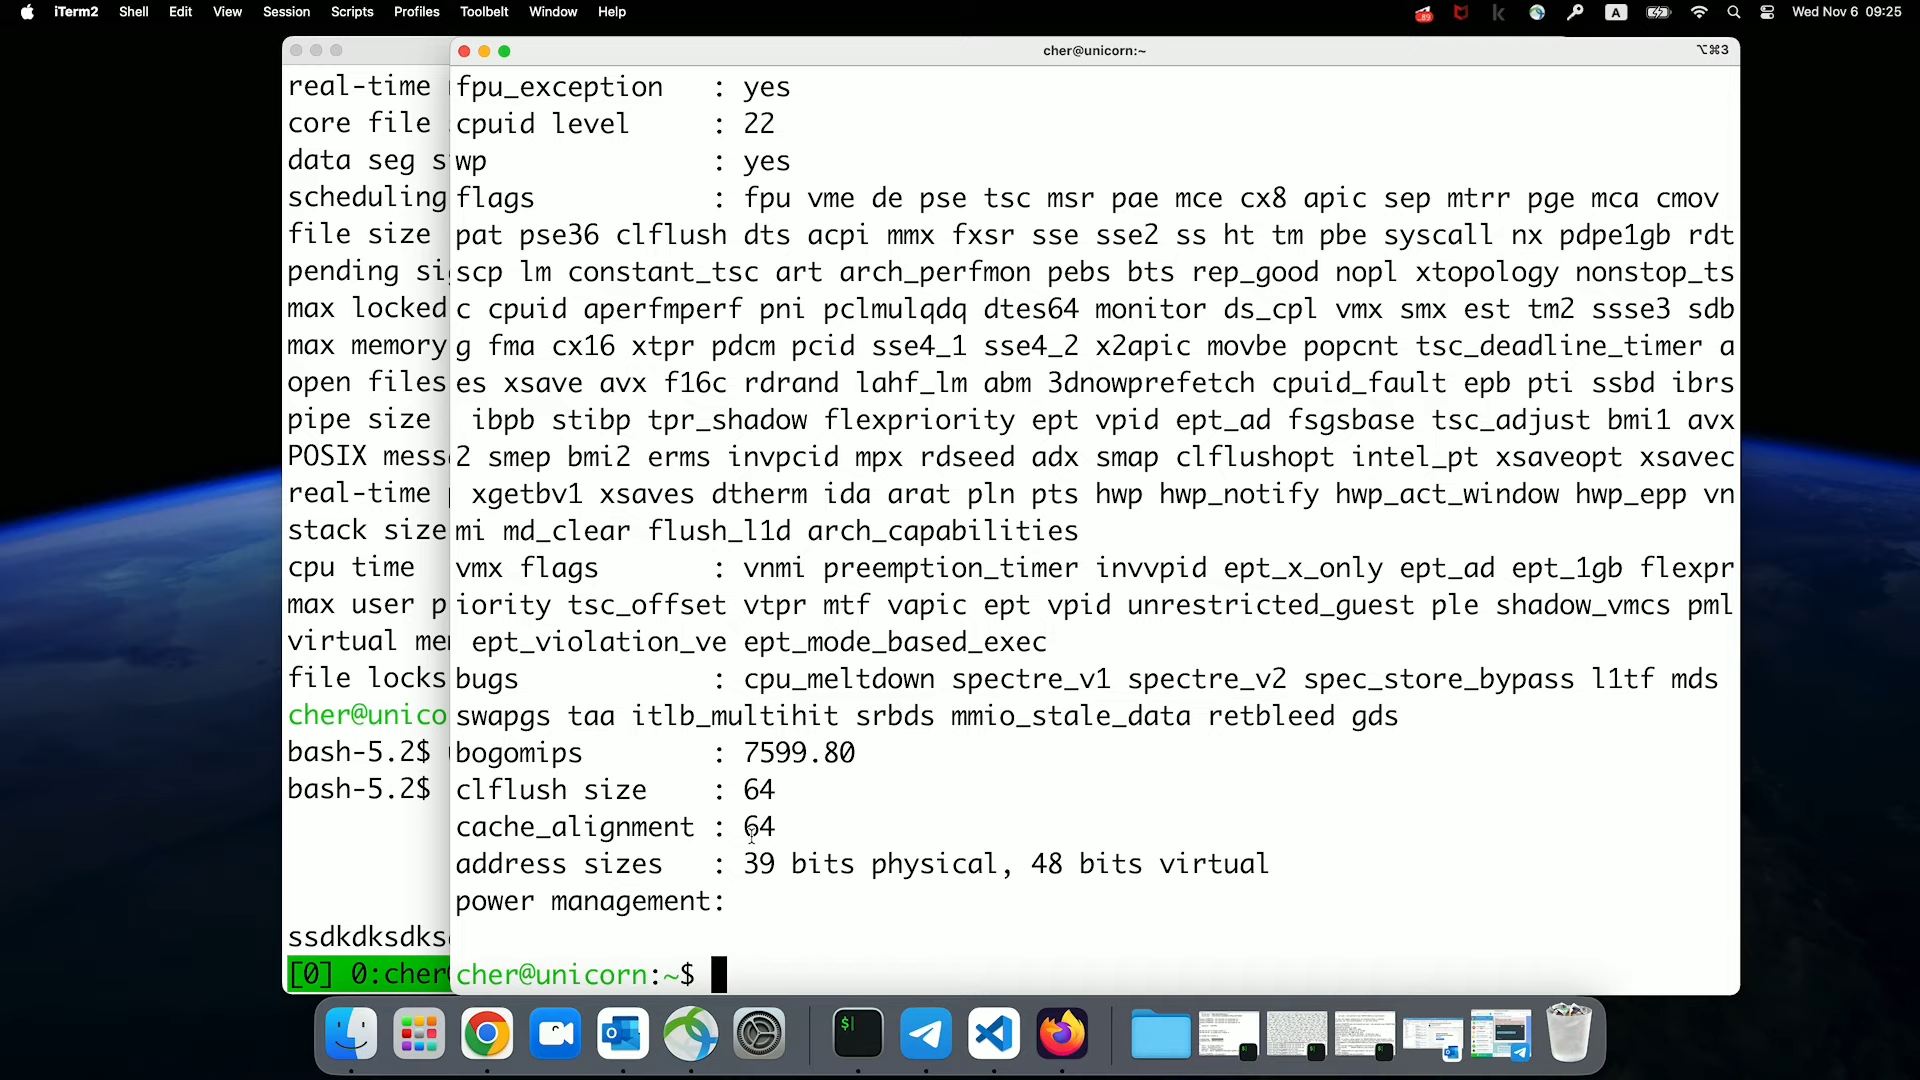 iTerm2 Shell Edit View Session Scripts Profiles Toolbelt Window Help
A
Wed Nov 6 09:25
cher@unicorn:~
⌥⌘3
real-time
core file
data seg s
scheduling
file size
pending si
max locked
max memory
open files
pipe size
POSIX mess
real-time
stack size
cpu time
max user p
virtual me
file locks
cher@unico
bash-5.2$
bash-5.2$
ssdkdksdks
[0] 0:cher
fpu_exception : yes
cpuid level : 22
wp : yes
flags : fpu vme de pse tsc msr pae mce cx8 apic sep mtrr pge mca cmov
pat pse36 clflush dts acpi mmx fxsr sse sse2 ss ht tm pbe syscall nx pdpe1gb rdt
scp lm constant_tsc art arch_perfmon pebs bts rep_good nopl xtopology nonstop_ts
c cpuid aperfmperf pni pclmulqdq dtes64 monitor ds_cpl vmx smx est tm2 ssse3 sdb
g fma cx16 xtpr pdcm pcid sse4_1 sse4_2 x2apic movbe popcnt tsc_deadline_timer a
es xsave avx f16c rdrand lahf_lm abm 3dnowprefetch cpuid_fault epb pti ssbd ibrs
ibpb stibp tpr_shadow flexpriority ept vpid ept_ad fsgsbase tsc_adjust bmi1 avx
2 smep bmi2 erms invpcid mpx rdseed adx smap clflushopt intel_pt xsaveopt xsavec
xgetbv1 xsaves dtherm ida arat pln pts hwp hwp_notify hwp_act_window hwp_epp vn
mi md_clear flush_l1d arch_capabilities
vmx flags : vnmi preemption_timer invvpid ept_x_only ept_ad ept_1gb flexpr
iority tsc_offset vtpr mtf vapic ept vpid unrestricted_guest ple shadow_vmcs pml
ept_violation_ve ept_mode_based_exec
bugs : cpu_meltdown spectre_v1 spectre_v2 spec_store_bypass l1tf mds
swapgs taa itlb_multihit srbds mmio_stale_data retbleed gds
bogomips : 7599.80
clflush size : 64
cache_alignment : 64
address sizes : 39 bits physical, 48 bits virtual
power management:
cher@unicorn:~$